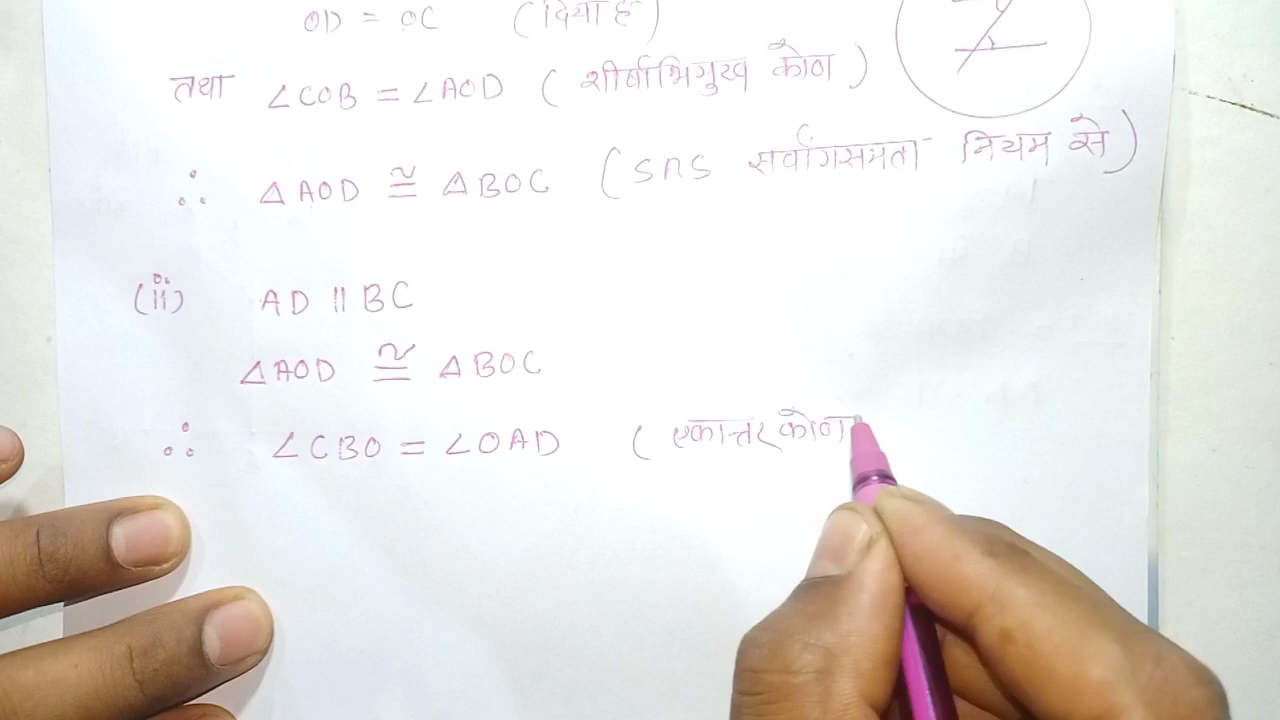 OD = OC (दिया है)
तथा ∠COB = ∠AOD ( शीर्षाभिमुख कोण )
∴ △AOD ≅ △BOC ( SAS सर्वांगसमता नियम से )
(ii) AD || BC
△AOD ≅ △BOC
∴ ∠CBO = ∠OAD ( एकान्तर कोण